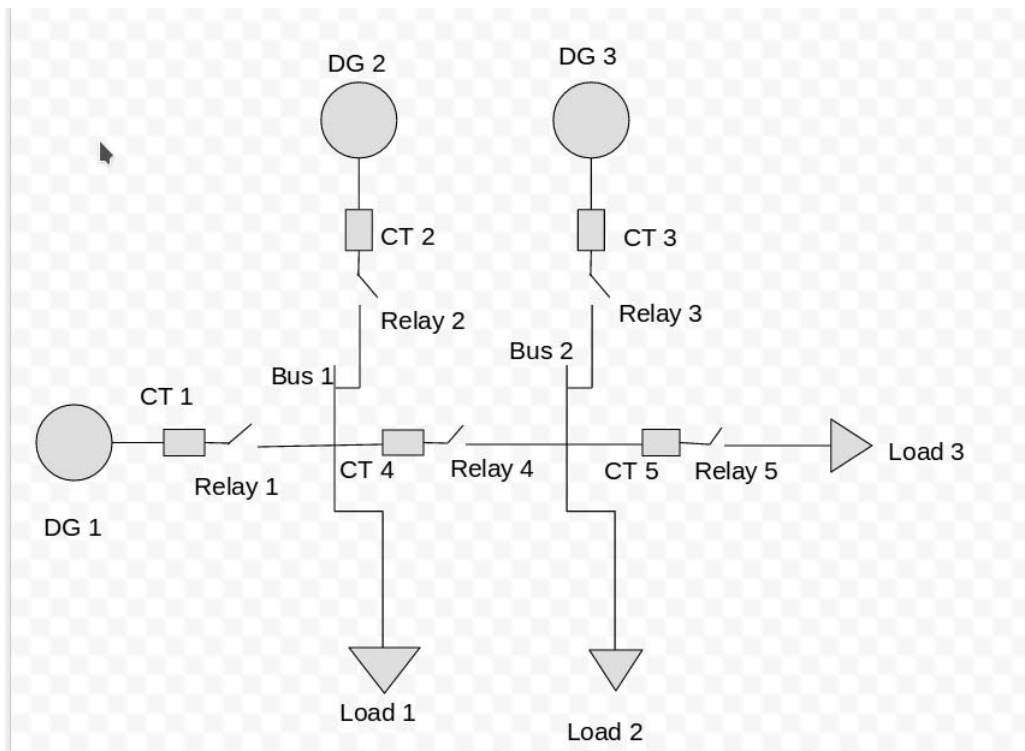 DG 2
DG 3
CT 2
CT 3
Relay 2
Relay 3
Bus 1
Bus 2
CT 1
CT 4
Relay 4
CT 5
Relay 5
Load 3
Relay 1
DG 1
Load 1
Load 2